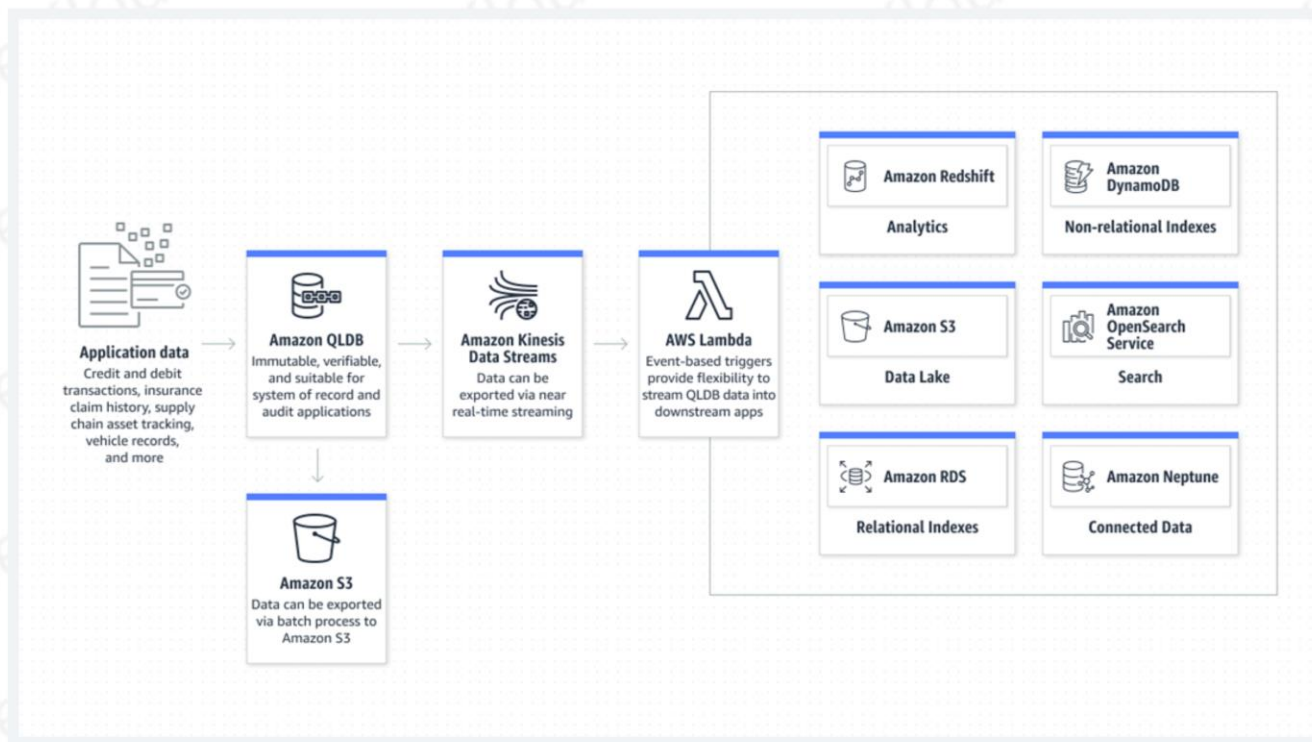 Application data
Credit and debit
transactions, insurance
claim history, supply
chain asset tracking,
vehicle records,
and more
Amazon QLDB
Immutable, verifiable,
and suitable for
system of record and
audit applications
Amazon S3
Data can be exported
via batch process to
Amazon S3
Amazon Kinesis
Data Streams
Data can be
exported via near
real-time streaming
AWS Lambda
Event-based triggers
provide flexibility to
stream QLDB data into
downstream apps
Amazon Redshift
Analytics
Amazon
DynamoDB
Non-relational Indexes
Amazon S3
Data Lake
Amazon
OpenSearch
Service
Search
Amazon RDS
Relational Indexes
Amazon Neptune
Connected Data